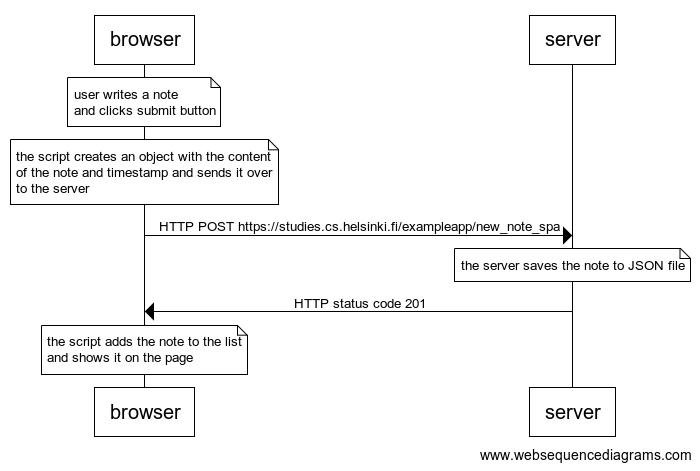 browser
server
user writes a note
and clicks submit button
the script creates an object with the content
of the note and timestamp and sends it over
to the server
HTTP POST https://studies.cs.helsinki.fi/exampleapp/new_note_spa
the server saves the note to JSON file
HTTP status code 201
the script adds the note to the list
and shows it on the page
browser
server
www.websequencediagrams.com